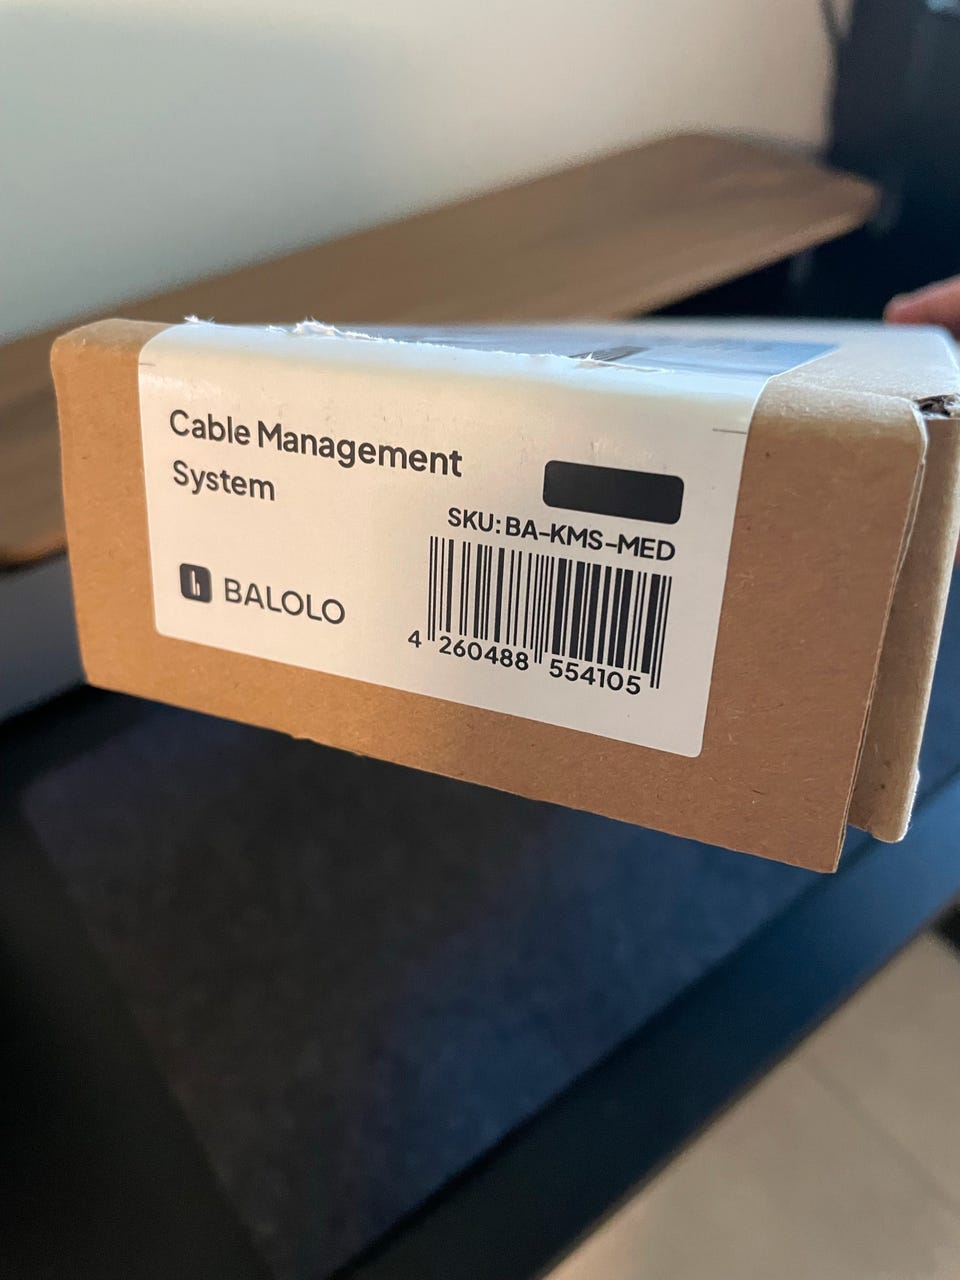 Cable Management
System
SKU: BA-KMS-MED
BALOLO
4 260488 554105